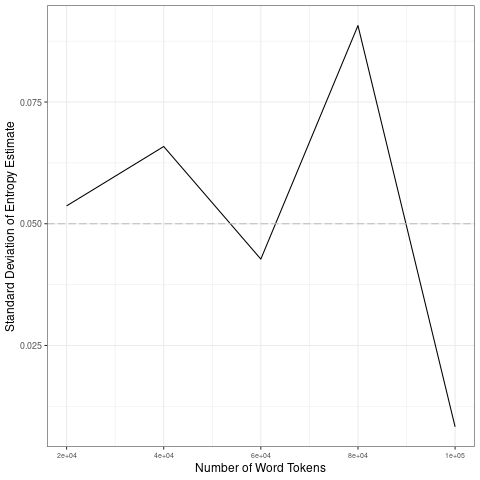 Standard Deviation of Entropy Estimate
0.075
0.050
0.025
2e+04 4e+04 6e+04 8e+04 1e+05
Number of Word Tokens